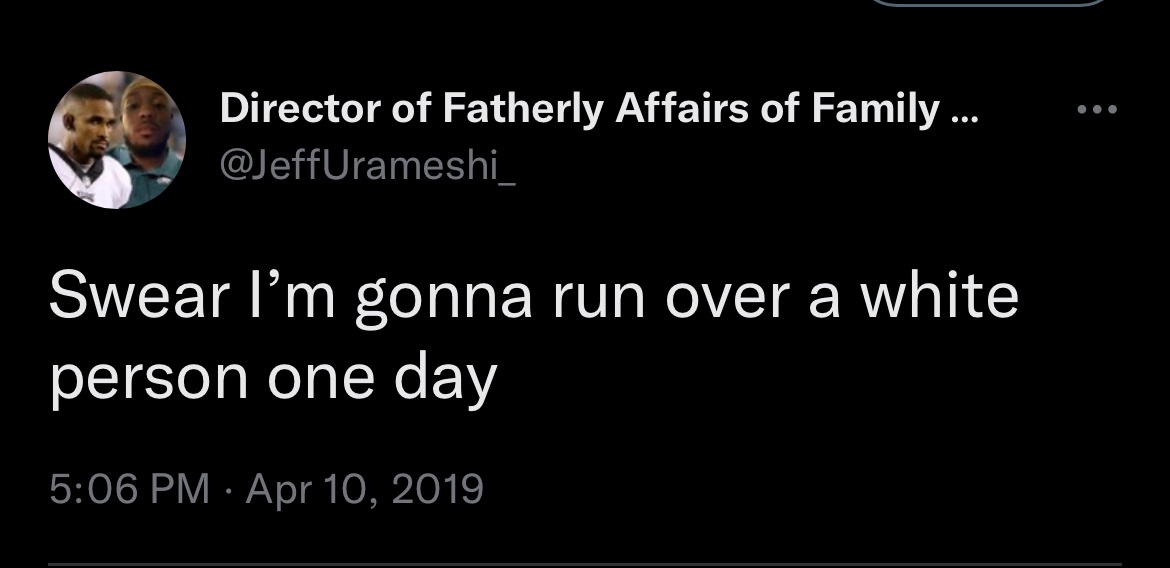 Director of Fatherly Affairs of Family ...
@JeffUrameshi_
Swear I’m gonna run over a white
person one day
5:06 PM · Apr 10, 2019